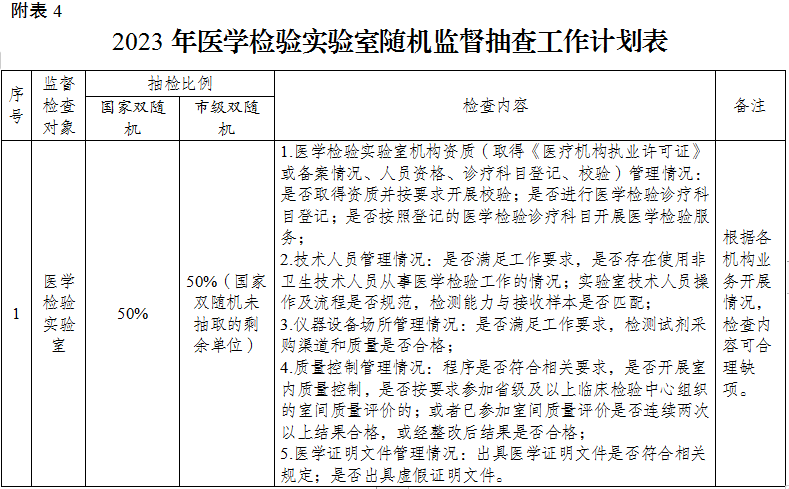 附表 4
2023 年医学检验实验室随机监督抽查工作计划表
序
号
监督
检查
对象
抽检比例
国家双随
机
市级双随
机
检查内容
备注
1
医学
检验
实验
室
50%
50%（国家
双随机未
抽取的剩
余单位）
1.医学检验实验室机构资质（取得《医疗机构执业许可证》
或备案情况、人员资格、诊疗科目登记、校验）管理情况：
是否取得资质并按要求开展校验；是否进行医学检验诊疗科
目登记；是否按照登记的医学检验诊疗科目开展医学检验服
务；
2.技术人员管理情况：是否满足工作要求，是否存在使用非
卫生技术人员从事医学检验工作的情况；实验室技术人员操
作及流程是否规范，检测能力与接收样本是否匹配；
3.仪器设备场所管理情况：是否满足工作要求，检测试剂采
购渠道和质量是否合格；
4.质量控制管理情况：程序是否符合相关要求，是否开展室
内质量控制，是否按要求参加省级及以上临床检验中心组织
的室间质量评价的；或者已参加室间质量评价是否连续两次
以上结果合格，或经整改后结果是否合格；
5.医学证明文件管理情况：出具医学证明文件是否符合相关
规定；是否出具虚假证明文件。
根据各
机构业
务开展
情况，
检查内
容可合
理缺
项。